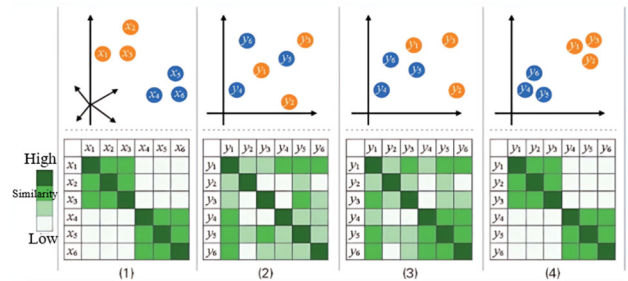 x₂
x₁ x₃
x₅
x₄ x₆
y₆ y₃
y₅
y₁
y₄
y₂
y₃
y₁
y₆
y₅
y₄ y₂
y₃
y₁
y₂
y₆
y₄ y₅
High
Similarity
Low
x₁ x₂ x₃ x₄ x₅ x₆
x₁
x₂
x₃
x₄
x₅
x₆
(1)
y₁ y₂ y₃ y₄ y₅ y₆
y₁
y₂
y₃
y₄
y₅
y₆
(2)
y₁ y₂ y₃ y₄ y₅ y₆
y₁
y₂
y₃
y₄
y₅
y₆
(3)
y₁ y₂ y₃ y₄ y₅ y₆
y₁
y₂
y₃
y₄
y₅
y₆
(4)